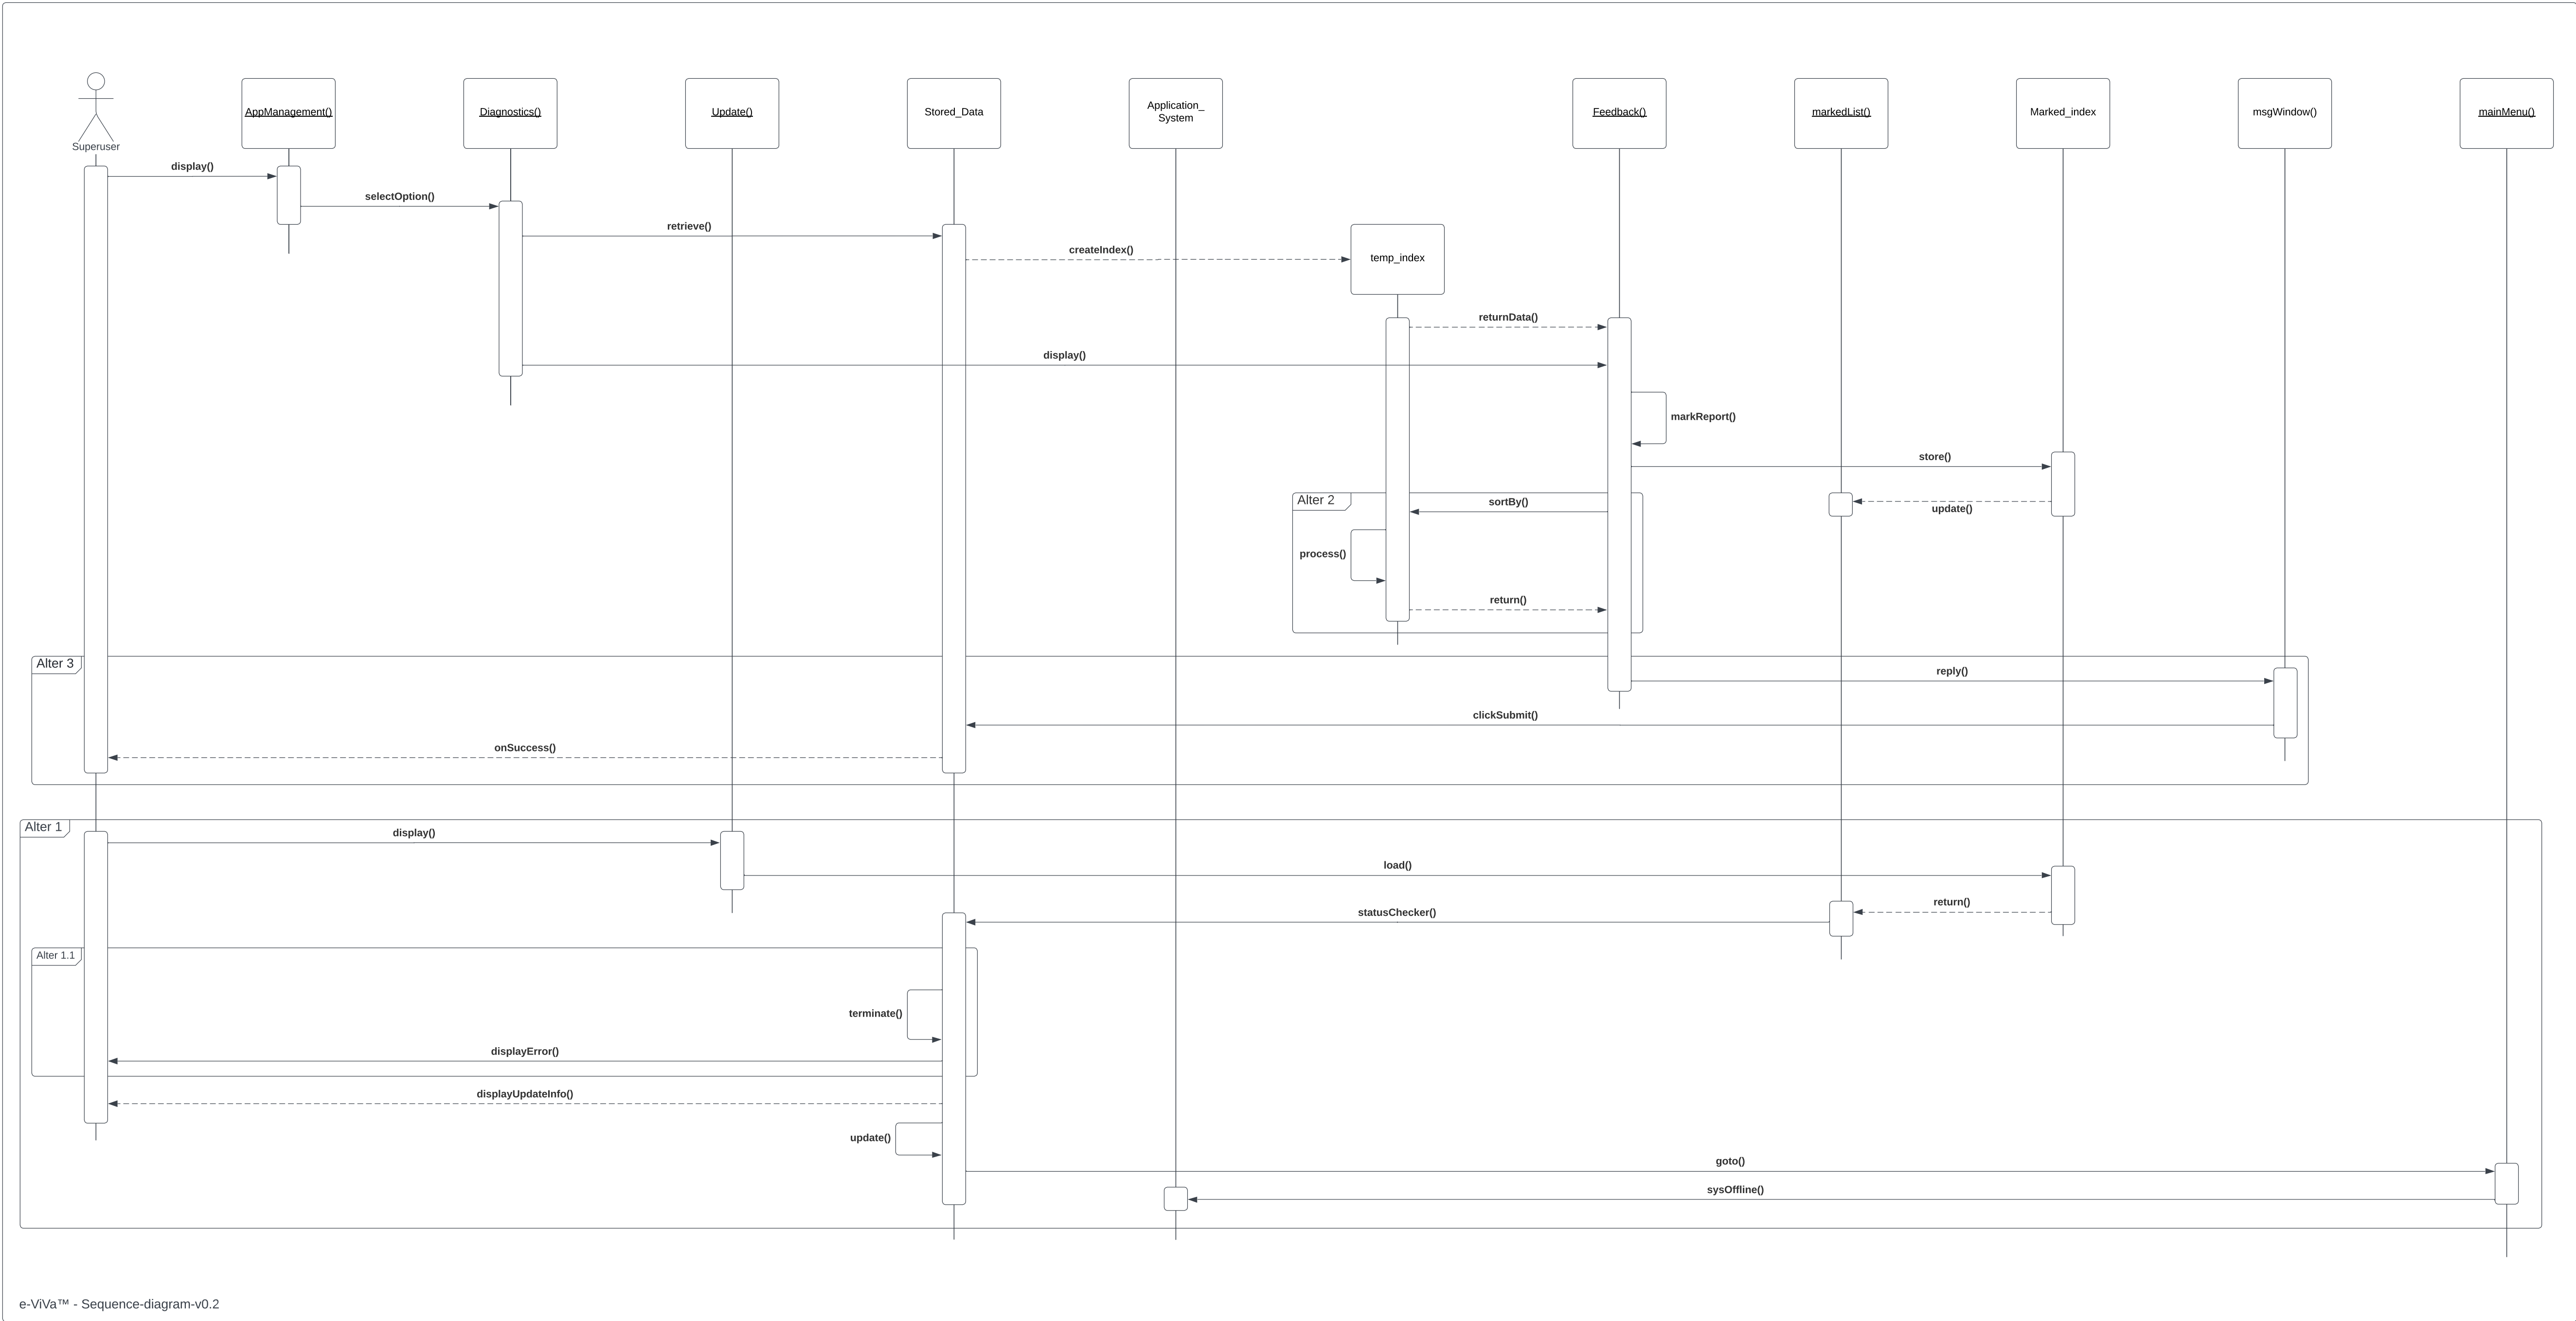 Superuser
AppManagement()
Diagnostics()
Update()
Stored_Data
Application_
System
Feedback()
markedList()
Marked_index
msgWindow()
mainMenu()
display()
selectOption()
retrieve()
createIndex()
temp_index
returnData()
display()
markReport()
store()
Alter 2
sortBy()
update()
process()
return()
Alter 3
reply()
clickSubmit()
onSuccess()
Alter 1
display()
load()
return()
statusChecker()
Alter 1.1
terminate()
displayError()
displayUpdateInfo()
update()
goto()
sysOffline()
e-ViVa™ - Sequence-diagram-v0.2